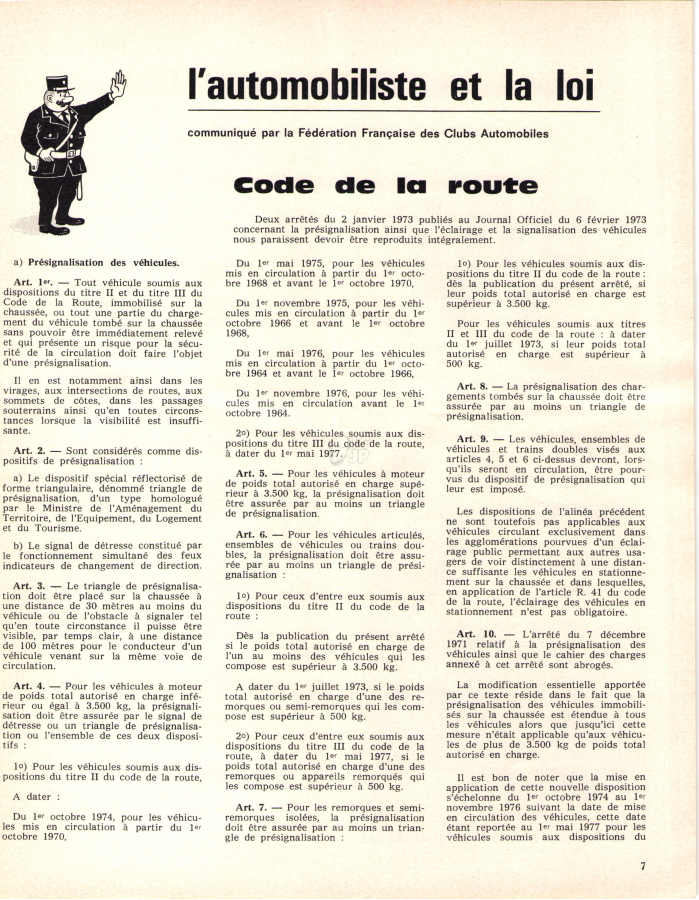 l'automobiliste et la loi
communiqué par la Fédération Française des Clubs Automobiles
Code de la route
Deux arrêtés du 2 janvier 1973 publiés au Journal Officiel du 6 février 1973
concernant la présignalisation ainsi que l'éclairage et la signalisation des véhicules
nous paraissent devoir être reproduits intégralement.
a) Présignalisation des véhicules.
Art. 1er. — Tout véhicule soumis aux
dispositions du titre II et du titre III du
Code de la Route, immobilisé sur la
chaussée, ou tout une partie du charge-
ment du véhicule tombé sur la chaussée
sans pouvoir être immédiatement relevé
et qui présente un risque pour la sécu-
rité de la circulation doit faire l'objet
d'une présignalisation.
Il en est notamment ainsi dans les
virages, aux intersections de routes, aux
sommets de côtes, dans les passages
souterrains ainsi qu'en toutes circons-
tances lorsque la visibilité est insuffi-
sante.
Art. 2. — Sont considérés comme dis-
positifs de présignalisation :
a) Le dispositif spécial réflectorisé de
forme triangulaire, dénommé triangle de
présignalisation, d'un type homologué
par le Ministre de l'Aménagement du
Territoire, de l'Equipement, du Logement
et du Tourisme.
b) Le signal de détresse constitué par
le fonctionnement simultané des feux
indicateurs de changement de direction.
Art. 3. — Le triangle de présignalisa-
tion doit être placé sur la chaussée à
une distance de 30 mètres au moins du
véhicule ou de l'obstacle à signaler tel
qu'en toute circonstance il puisse être
visible, par temps clair, à une distance
de 100 mètres pour le conducteur d'un
véhicule venant sur la même voie de
circulation.
Art. 4. — Pour les véhicules à moteur
de poids total autorisé en charge infé-
rieur ou égal à 3.500 kg, la présignali-
sation doit être assurée par le signal de
détresse ou un triangle de présignalisa-
tion ou l'ensemble de ces deux disposi-
tifs :
1o) Pour les véhicules soumis aux dis-
positions du titre II du code de la route,
A dater :
Du 1er octobre 1974, pour les véhicu-
les mis en circulation à partir du 1er
octobre 1970,
Du 1er mai 1975, pour les véhicules
mis en circulation à partir du 1er octo-
bre 1968 et avant le 1er octobre 1970,
Du 1er novembre 1975, pour les véhi-
cules mis en circulation à partir du 1er
octobre 1966 et avant le 1er octobre
1968,
Du 1er mai 1976, pour les véhicules
mis en circulation à partir du 1er octo-
bre 1964 et avant le 1er octobre 1966,
Du 1er novembre 1976, pour les véhi-
cules mis en circulation avant le 1er
octobre 1964.
2o) Pour les véhicules soumis aux dis-
positions du titre III du code de la route,
à dater du 1er mai 1977.
Art. 5. — Pour les véhicules à moteur
de poids total autorisé en charge supé-
rieur à 3.500 kg, la présignalisation doit
être assurée par au moins un triangle
de présignalisation.
Art. 6. — Pour les véhicules articulés,
ensembles de véhicules ou trains dou-
bles, la présignalisation doit être assu-
rée par au moins un triangle de prési-
gnalisation :
1o) Pour ceux d'entre eux soumis aux
dispositions du titre II du code de la
route :
Dès la publication du présent arrêté
si le poids total autorisé en charge de
l'un au moins des véhicules qui les
compose est supérieur à 3.500 kg.
A dater du 1er juillet 1973, si le poids
total autorisé en charge d'une des re-
morques ou semi-remorques qui les com-
pose est supérieur à 500 kg.
2o) Pour ceux d'entre eux soumis aux
dispositions du titre III du code de la
route, à dater du 1er mai 1977, si le
poids total autorisé en charge d'une des
remorques ou appareils remorqués qui
les compose est supérieur à 500 kg.
Art. 7. — Pour les remorques et semi-
remorques isolées, la présignalisation
doit être assurée par au moins un trian-
gle de présignalisation :
1o) Pour les véhicules soumis aux dis-
positions du titre II du code de la route :
dès la publication du présent arrêté, si
leur poids total autorisé en charge est
supérieur à 3.500 kg.
Pour les véhicules soumis aux titres
II et III du code de la route : à dater
du 1er juillet 1973, si leur poids total
autorisé en charge est supérieur à
500 kg.
Art. 8. — La présignalisation des char-
gements tombés sur la chaussée doit être
assurée par au moins un triangle de
présignalisation.
Art. 9. — Les véhicules, ensembles de
véhicules et trains doubles visés aux
articles 4, 5 et 6 ci-dessus devront, lors-
qu'ils seront en circulation, être pour-
vus du dispositif de présignalisation qui
leur est imposé.
Les dispositions de l'alinéa précédent
ne sont toutefois pas applicables aux
véhicules circulant exclusivement dans
les agglomérations pourvues d'un éclai-
rage public permettant aux autres usa-
gers de voir distinctement à une distan-
ce suffisante les véhicules en stationne-
ment sur la chaussée et dans lesquelles,
en application de l'article R. 41 du code
de la route, l'éclairage des véhicules en
stationnement n'est pas obligatoire.
Art. 10. — L'arrêté du 7 décembre
1971 relatif à la présignalisation des
véhicules ainsi que le cahier des charges
annexé à cet arrêté sont abrogés.
La modification essentielle apportée
par ce texte réside dans le fait que la
présignalisation des véhicules immobili-
sés sur la chaussée est étendue à tous
les véhicules alors que jusqu'ici cette
mesure n'était applicable qu'aux véhicu-
les de plus de 3.500 kg de poids total
autorisé en charge.
Il est bon de noter que la mise en
application de cette nouvelle disposition
s'échelonne du 1er octobre 1974 au 1er
novembre 1976 suivant la date de mise
en circulation des véhicules, cette date
étant reportée au 1er mai 1977 pour les
véhicules soumis aux dispositions du
7